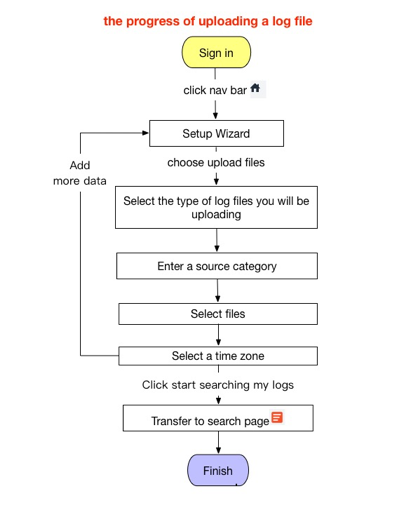 the progress of uploading a log file
Sign in
click nav bar
Setup Wizard
choose upload files
Add
more data
Select the type of log files you will be
uploading
Enter a source category
Select files
Select a time zone
Click start searching my logs
Transfer to search page
Finish